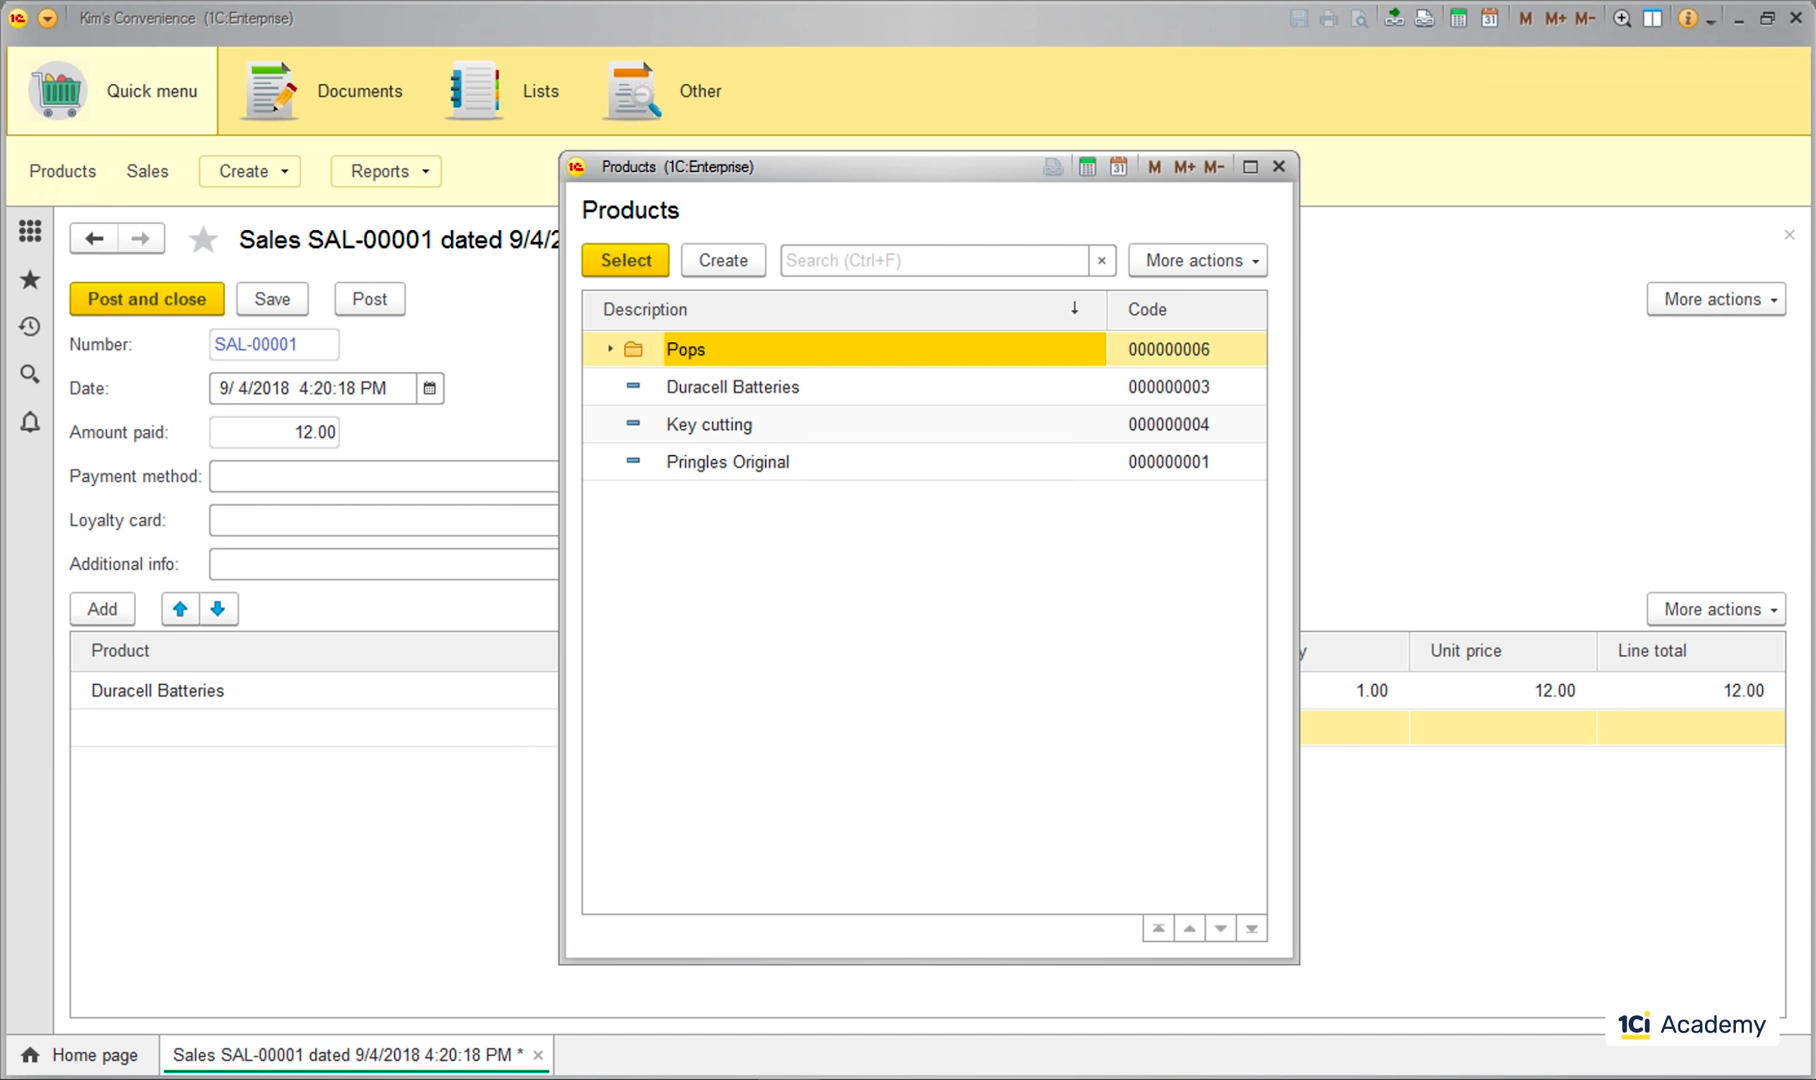 Kim's Convenience (1C:Enterprise)
31 M M+ M-
Quick menu
Documents
Lists
Other
Products
Sales
Create
Reports
Products (1C:Enterprise)
31 M M+ M-
Products
Select
Create
Search (Ctrl+F)
More actions
Description
Code
Pops 000000006
Duracell Batteries 000000003
Key cutting 000000004
Pringles Original 000000001
Sales SAL-00001 dated 9/4/2
Post and close
Save
Post
More actions
Number: SAL-00001
Date: 9/ 4/2018 4:20:18 PM
Amount paid: 12.00
Payment method:
Loyalty card:
Additional info:
Add
More actions
Product y Unit price Line total
Duracell Batteries 1.00 12.00 12.00
1Ci Academy
Home page
Sales SAL-00001 dated 9/4/2018 4:20:18 PM *